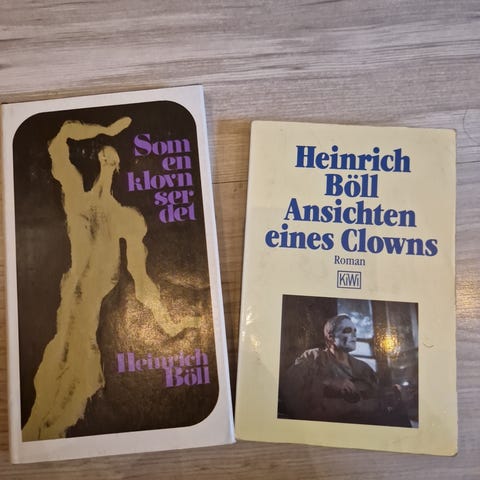 Som
en
klovn
ser
det
Heinrich
Böll
Heinrich
Böll
Ansichten
eines Clowns
Roman
KiWi